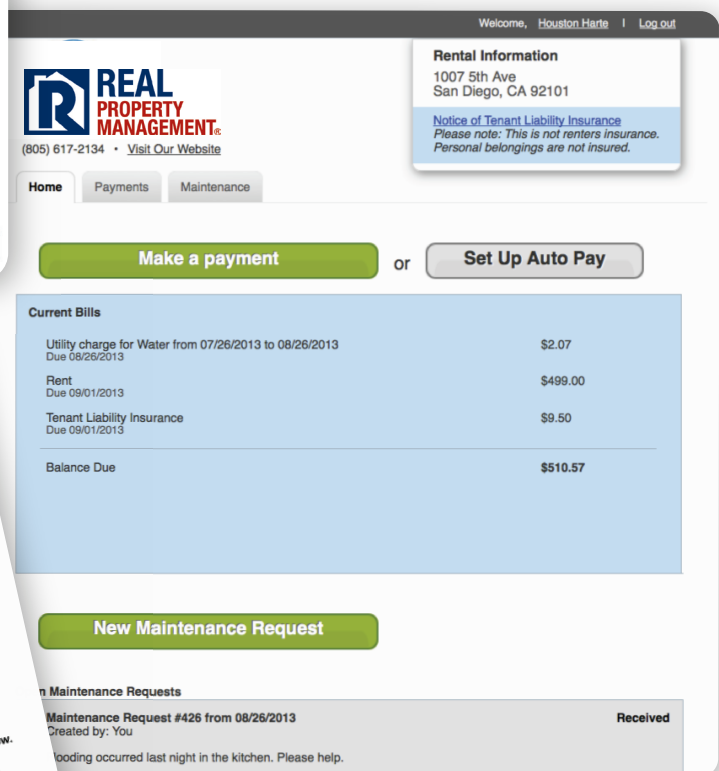 Welcome, Houston Harte | Log out
REAL
PROPERTY
MANAGEMENT®
(805) 617-2134 • Visit Our Website
Rental Information
1007 5th Ave
San Diego, CA 92101
Notice of Tenant Liability Insurance
Please note: This is not renters insurance.
Personal belongings are not insured.
Home Payments Maintenance
Make a payment or Set Up Auto Pay
Current Bills
Utility charge for Water from 07/26/2013 to 08/26/2013 $2.07
Due 08/26/2013
Rent $499.00
Due 09/01/2013
Tenant Liability Insurance $9.50
Due 09/01/2013
Balance Due $510.57
New Maintenance Request
Maintenance Requests
Maintenance Request #426 from 08/26/2013 Received
Created by: You
occurred last night in the kitchen. Please help.